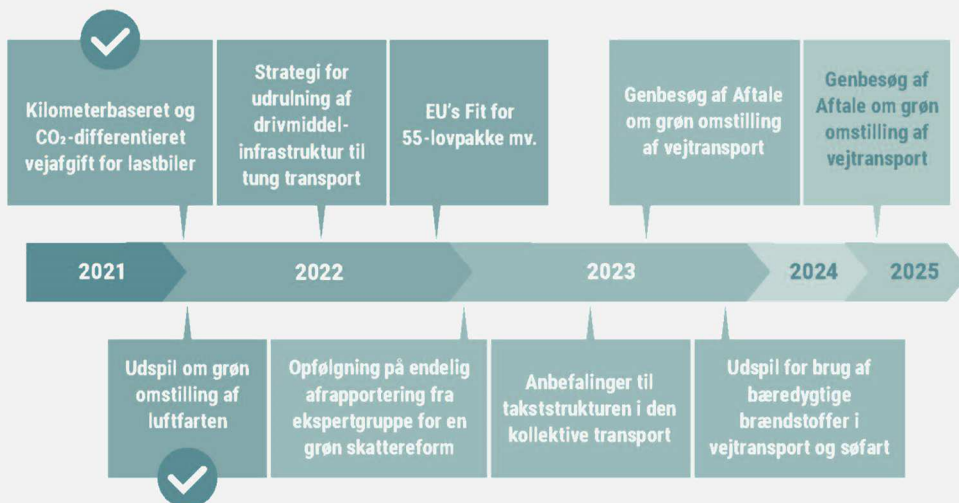 Kilometerbaseret og
CO₂-differentieret
vejafgift for lastbiler
Strategi for
udrulning af
drivmiddel-
infrastruktur til
tung transport
EU's Fit for
55-lovpakke mv.
Genbesøg af Aftale
om grøn omstilling
af vejtransport
Genbesøg af
Aftale om grøn
omstilling af
vejtransport
2021
2022
2023
2024
2025
Udspil om grøn
omstilling af
luftfarten
Opfølgning på endelig
afrapportering fra
ekspertgruppe for en
grøn skattereform
Anbefalinger til
takststrukturen i den
kollektive transport
Udspil for brug af
bæredygtige
brændstoffer i
vejtransport og søfart